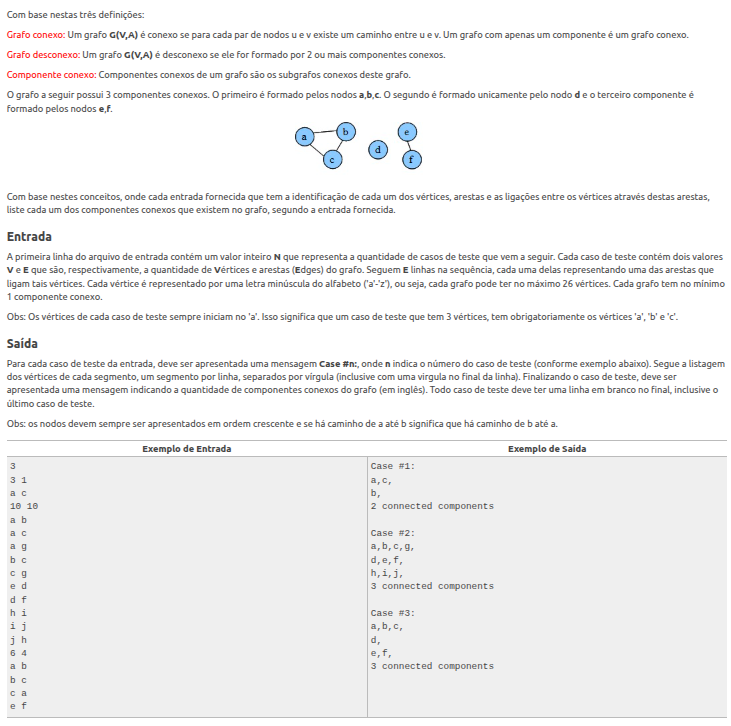 Com base nestas três definições:
Grafo conexo: Um grafo G(V,A) é conexo se para cada par de nodos u e v existe um caminho entre u e v. Um grafo com apenas um componente é um grafo conexo.
Grafo desconexo: Um grafo G(V,A) é desconexo se ele for formado por 2 ou mais componentes conexos.
Componente conexo: Componentes conexos de um grafo são os subgrafos conexos deste grafo.
O grafo a seguir possui 3 componentes conexos. O primeiro é formado pelos nodos a,b,c. O segundo é formado unicamente pelo nodo d e o terceiro componente é
formado pelos nodos e,f.
a b c d e f
Com base nestes conceitos, onde cada entrada fornecida que tem a identificação de cada um dos vértices, arestas e as ligações entre os vértices através destas arestas,
liste cada um dos componentes conexos que existem no grafo, segundo a entrada fornecida.
Entrada
A primeira linha do arquivo de entrada contém um valor inteiro N que representa a quantidade de casos de teste que vem a seguir. Cada caso de teste contém dois valores
V e E que são, respectivamente, a quantidade de Vértices e arestas (Edges) do grafo. Seguem E linhas na sequência, cada uma delas representando uma das arestas que
ligam tais vértices. Cada vértice é representado por uma letra minúscula do alfabeto ('a'-'z'), ou seja, cada grafo pode ter no máximo 26 vértices. Cada grafo tem no mínimo
1 componente conexo.
Obs: Os vértices de cada caso de teste sempre iniciam no 'a'. Isso significa que um caso de teste que tem 3 vértices, tem obrigatoriamente os vértices 'a', 'b' e 'c'.
Saída
Para cada caso de teste da entrada, deve ser apresentada uma mensagem Case #n:, onde n indica o número do caso de teste (conforme exemplo abaixo). Segue a listagem
dos vértices de cada segmento, um segmento por linha, separados por vírgula (inclusive com uma virgula no final da linha). Finalizando o caso de teste, deve ser
apresentada uma mensagem indicando a quantidade de componentes conexos do grafo (em inglês). Todo caso de teste deve ter uma linha em branco no final, inclusive o
último caso de teste.
Obs: os nodos devem sempre ser apresentados em ordem crescente e se há caminho de a até b significa que há caminho de b até a.
Exemplo de Entrada
3
3 1
a c
10 10
a b
a c
a g
b c
c g
e d
d f
h i
i j
j h
6 4
a b
b c
c a
e f
Exemplo de Saída
Case #1:
a,c,
b,
2 connected components
Case #2:
a,b,c,g,
d,e,f,
h,i,j,
3 connected components
Case #3:
a,b,c,
d,
e,f,
3 connected components